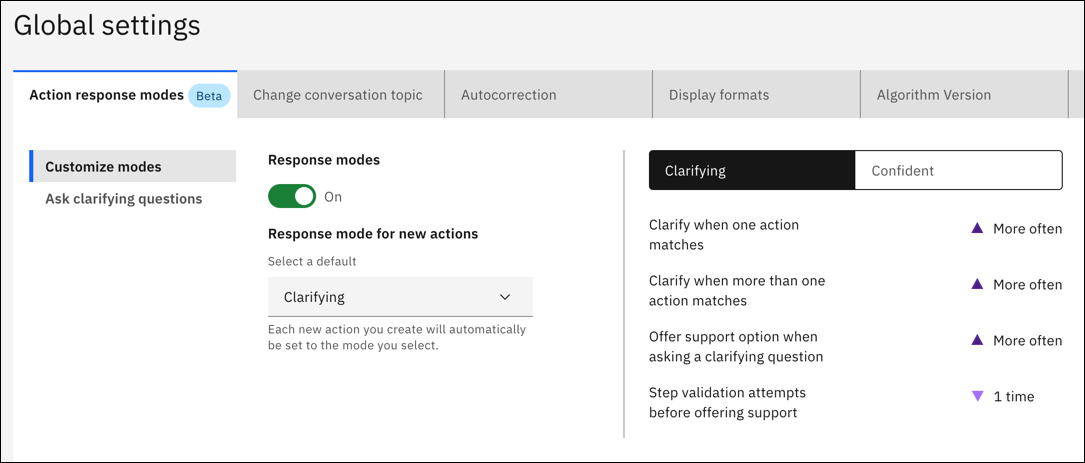 Global settings
Action response modes Beta
Change conversation topic
Autocorrection
Display formats
Algorithm Version
Customize modes
Ask clarifying questions
Response modes
On
Response mode for new actions
Select a default
Clarifying
Each new action you create will automatically
be set to the mode you select.
Clarifying
Confident
Clarify when one action
matches
More often
Clarify when more than one
action matches
More often
Offer support option when
asking a clarifying question
More often
Step validation attempts
before offering support
1 time